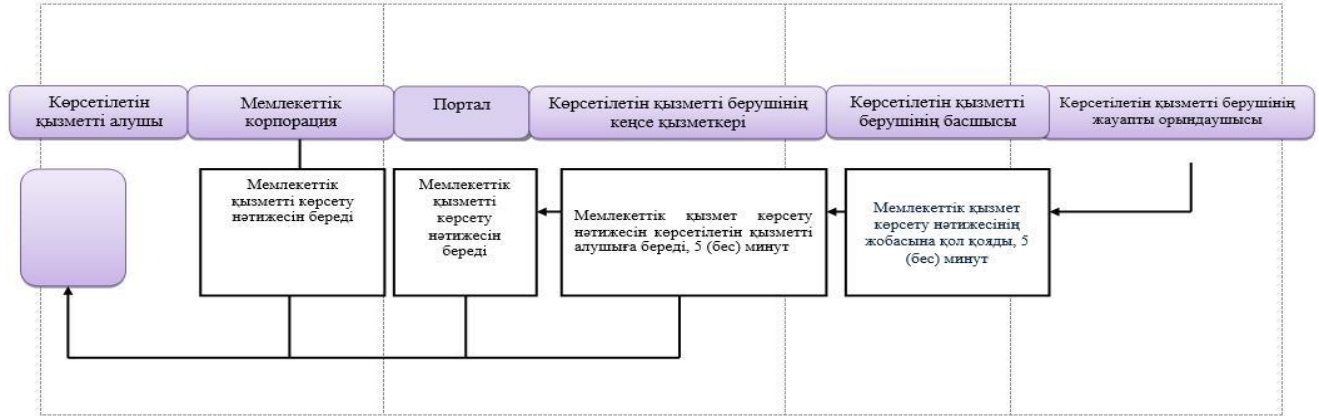 Көрсетілетін
қызметті алушы
Мемлекеттік
корпорация
Портал
Көрсетілетін қызметті берушінің
кеңсе қызметкері
Көрсетілетін қызметті
берушінің басшысы
Көрсетілетін қызметті берушінің
жауапты орындаушысы
Мемлекеттік
қызметті көрсету
нәтижесін береді
Мемлекеттік
қызметті
көрсету
нәтижесін
береді
Мемлекеттік қызмет көрсету
нәтижесін көрсетілетін қызметті
алушыға береді, 5 (бес) минут
Мемлекеттік қызмет
көрсету нәтижесінің
жобасына қол қояды, 5
(бес) минут